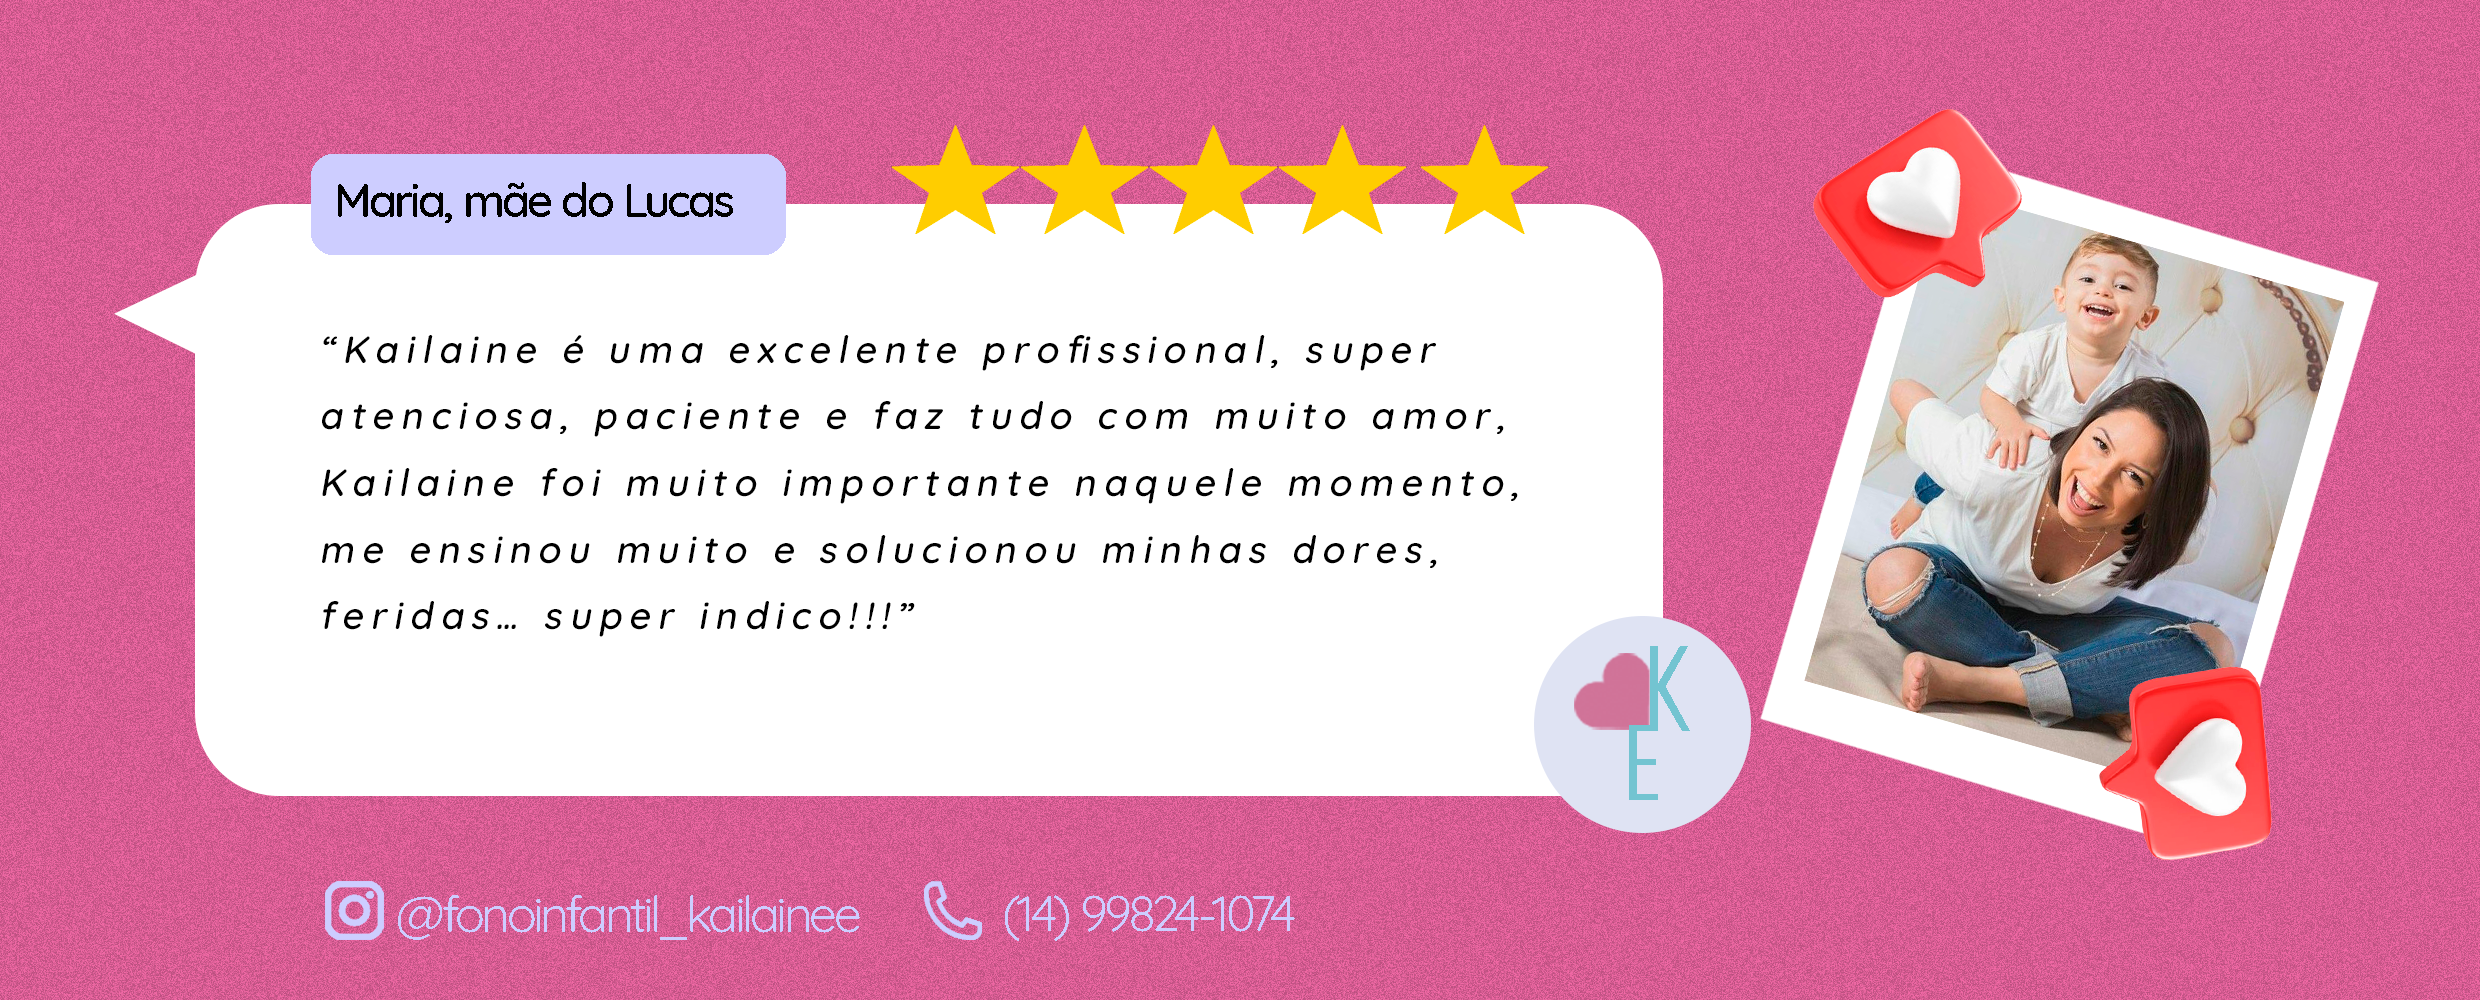 Maria, mãe do Lucas
“Kailaine é uma excelente profissional, super
atenciosa, paciente e faz tudo com muito amor,
Kailaine foi muito importante naquele momento,
me ensinou muito e solucionou minhas dores,
feridas… super indico!!!”
K
E
@fonoinfantil_kailainee
(14) 99824-1074